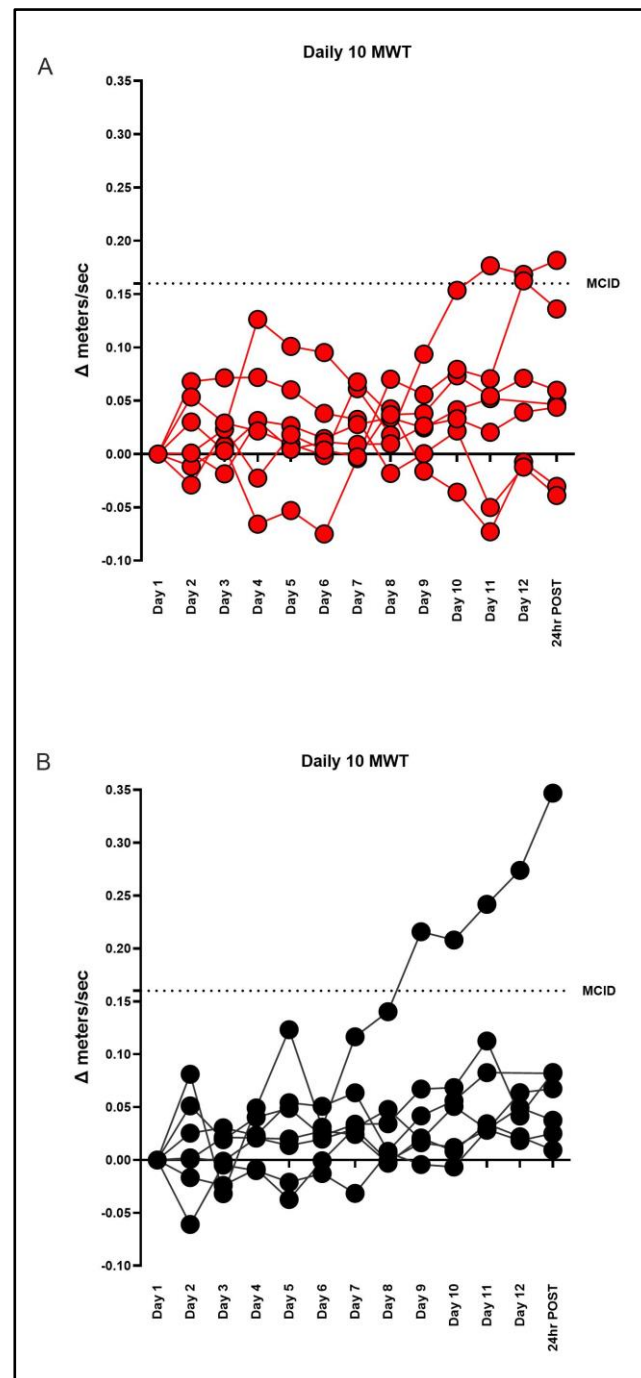 A
Daily 10 MWT
0.35
0.30
0.25
0.20
0.15
0.10
0.05
0.00
-0.05
-0.10
Δ meters/sec
MCID
Day 1
Day 2
Day 3
Day 4
Day 5
Day 6
Day 7
Day 8
Day 9
Day 10
Day 11
Day 12
24hr POST
B
Daily 10 MWT
0.35
0.30
0.25
0.20
0.15
0.10
0.05
0.00
-0.05
-0.10
Δ meters/sec
MCID
Day 1
Day 2
Day 3
Day 4
Day 5
Day 6
Day 7
Day 8
Day 9
Day 10
Day 11
Day 12
24hr POST